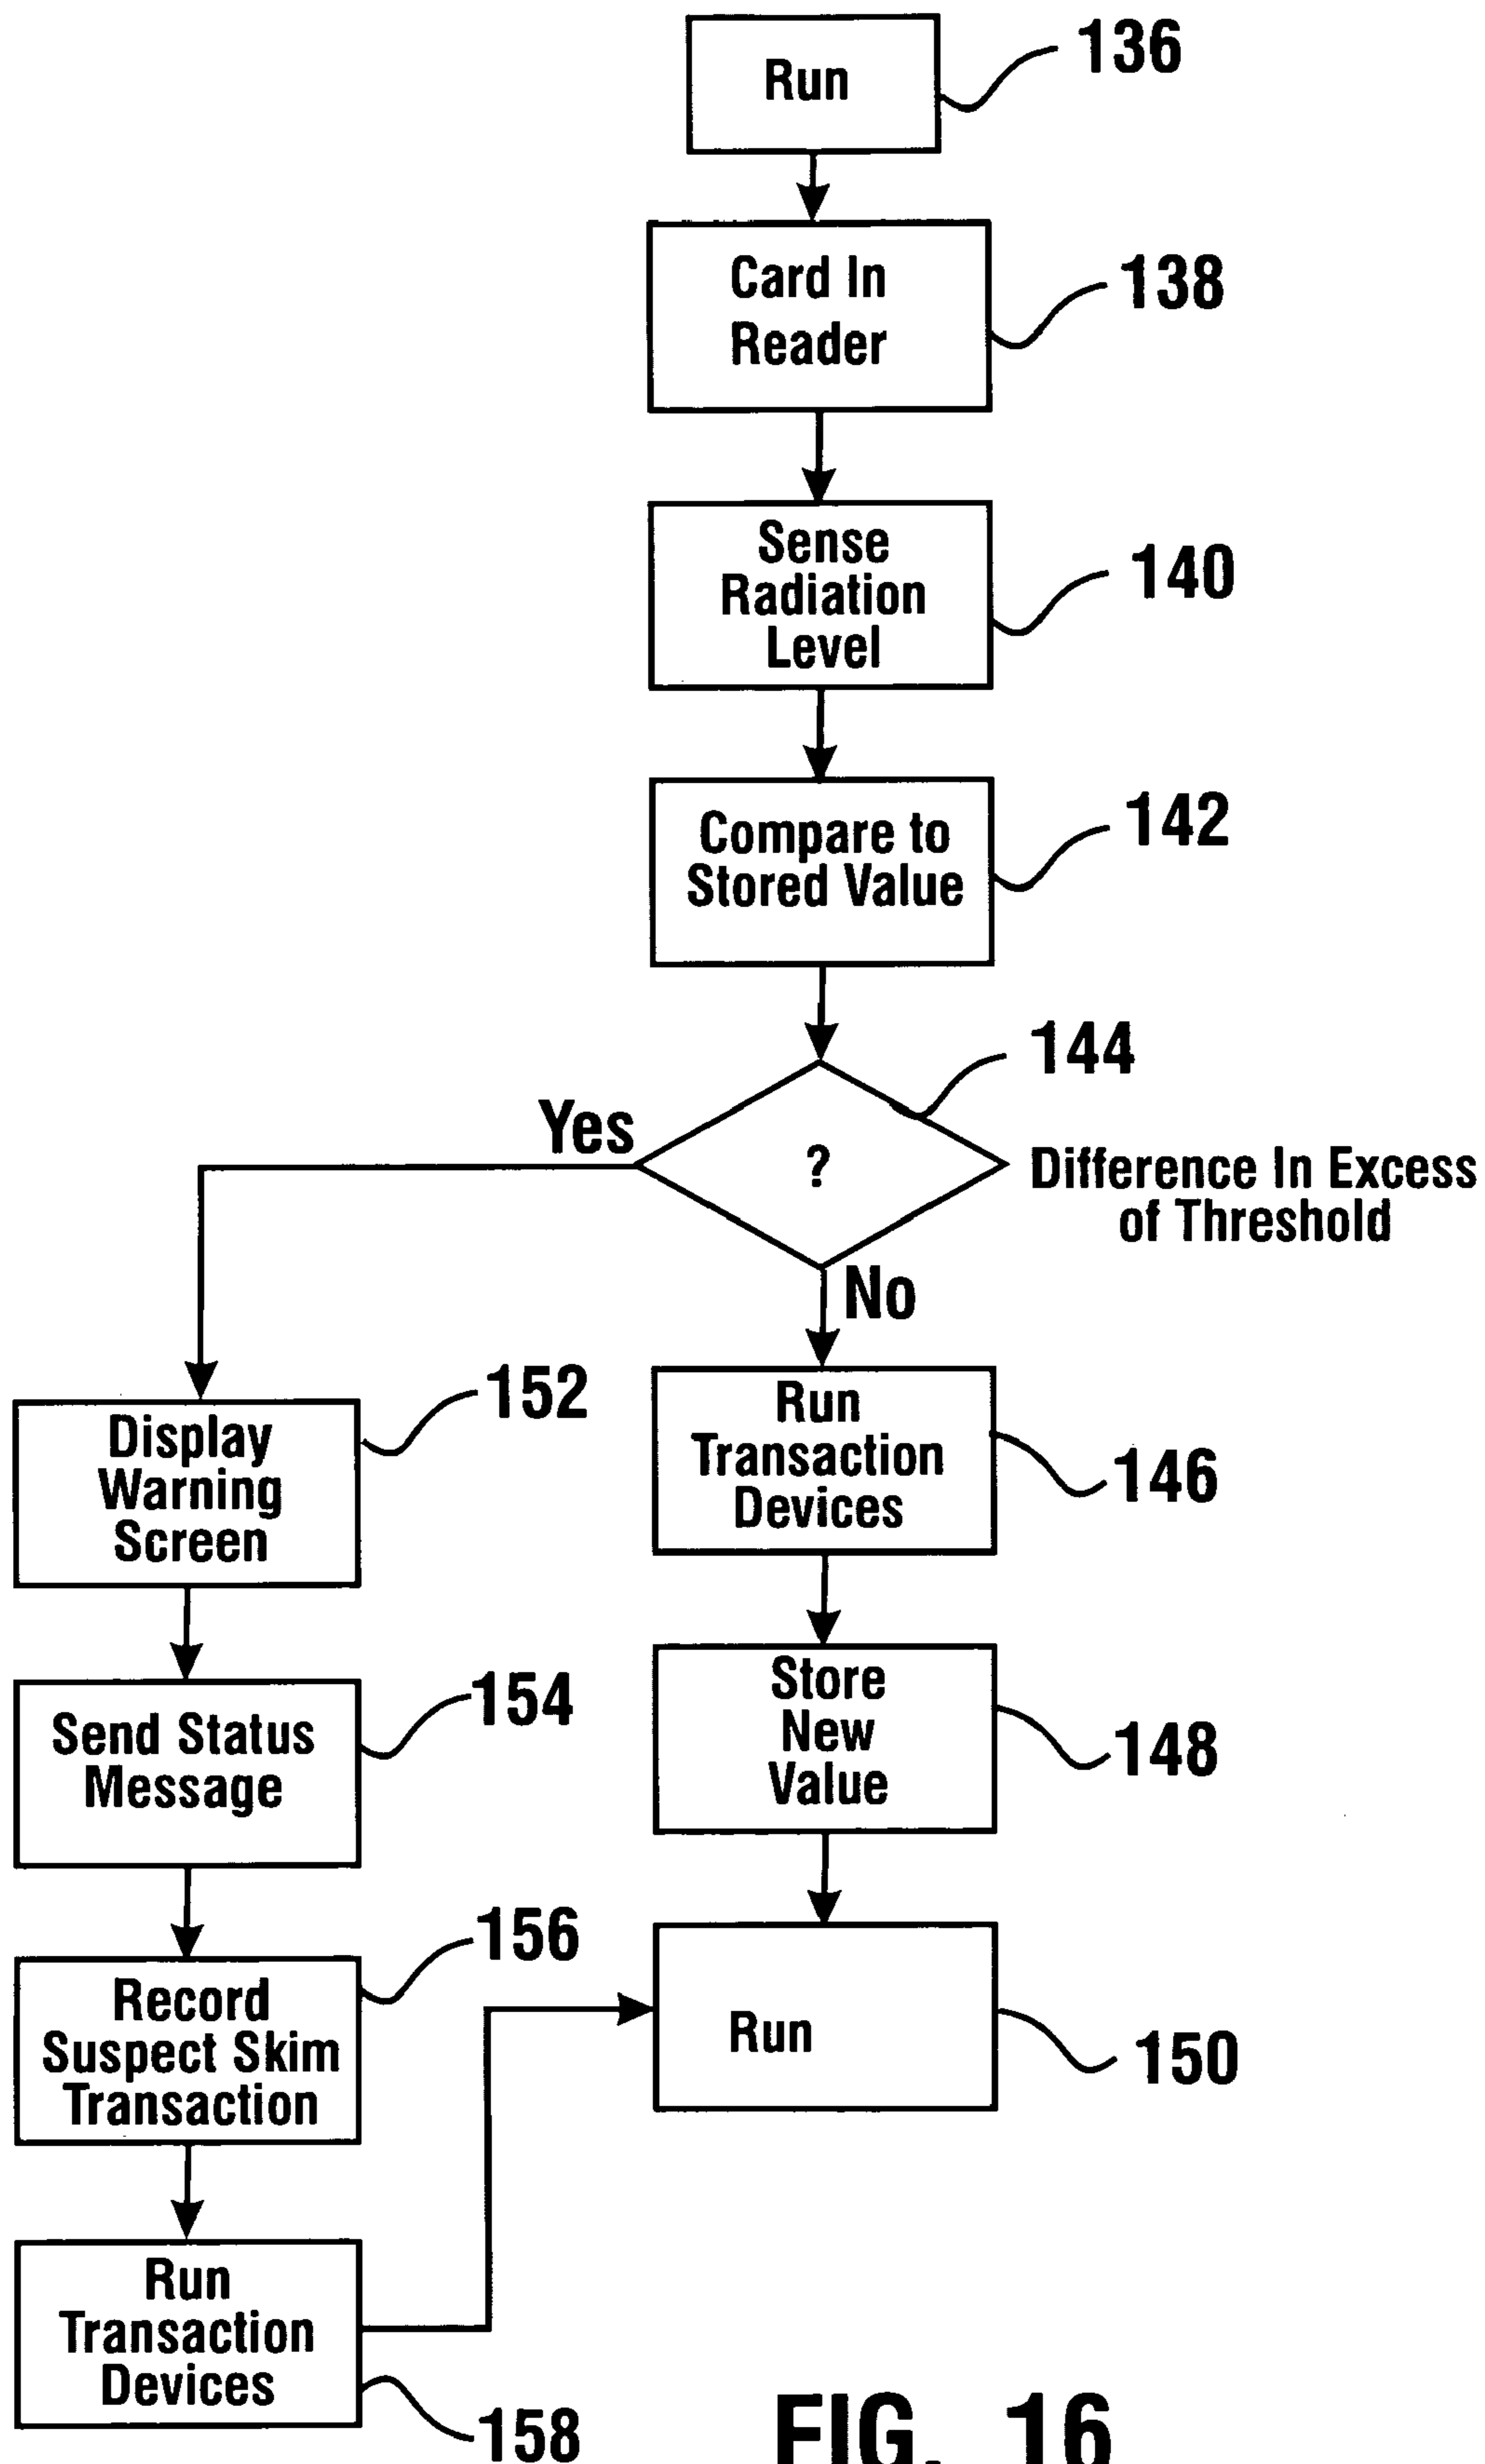 Run
136
Card In
Reader
138
Sense
Radiation
Level
140
Compare to
Stored Value
142
144
Yes
?
Difference In Excess
of Threshold
No
Display
Warning
Screen
152
Run
Transaction
Devices
146
Send Status
Message
154
Store
New
Value
148
Record
Suspect Skim
Transaction
156
Run
150
Run
Transaction
Devices
158
FIG. 16